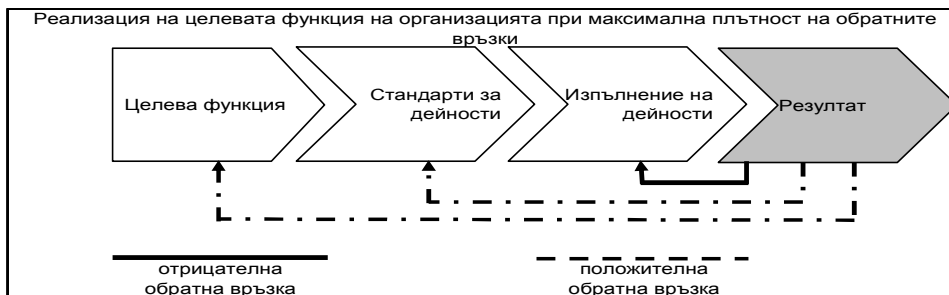 Реализация на целевата функция на организацията при максимална плътност на обратните
връзки
Целева функция
Стандарти за
дейности
Изпълнение на
дейности
Резултат
отрицателна
обратна връзка
положителна
обратна връзка